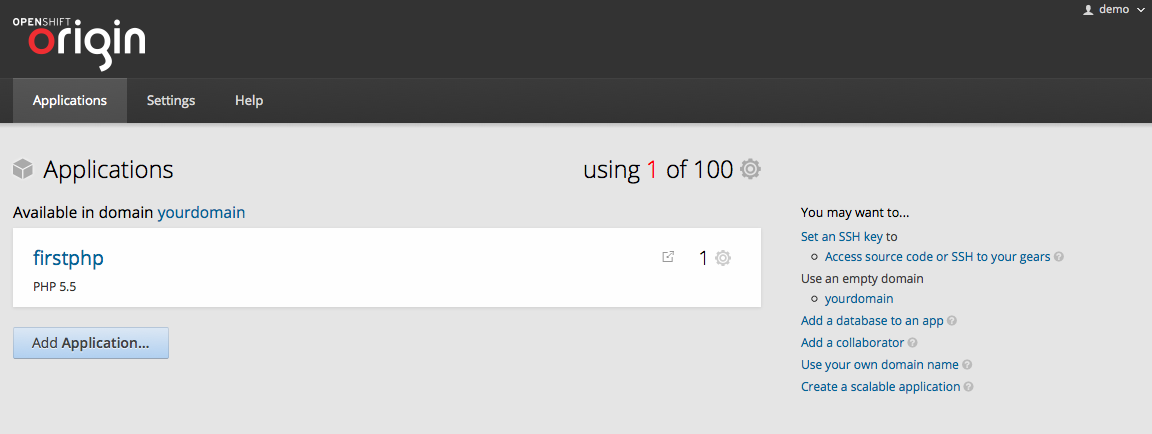 OPENSHIFT
origin
demo
Applications Settings Help
Applications
using 1 of 100
Available in domain yourdomain
firstphp
1
PHP 5.5
Add Application...
You may want to...
Set an SSH key to
Access source code or SSH to your gears ?
Use an empty domain
yourdomain
Add a database to an app ?
Add a collaborator ?
Use your own domain name ?
Create a scalable application ?